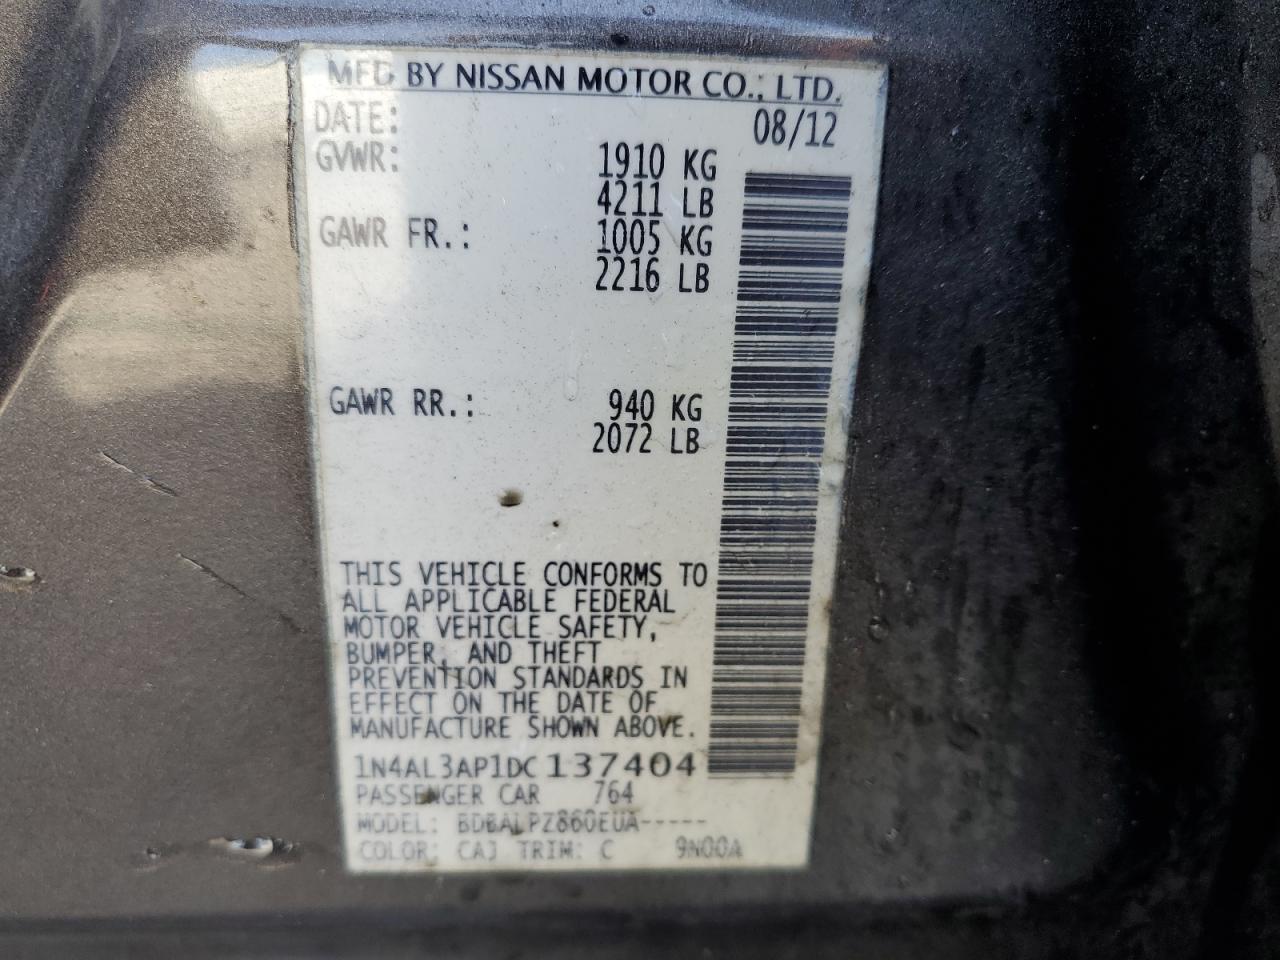 MFD BY NISSAN MOTOR CO., LTD.
DATE: 08/12
GVWR: 1910 KG
4211 LB
GAWR FR.: 1005 KG
2216 LB
GAWR RR.: 940 KG
2072 LB
THIS VEHICLE CONFORMS TO
ALL APPLICABLE FEDERAL
MOTOR VEHICLE SAFETY,
BUMPER, AND THEFT
PREVENTION STANDARDS IN
EFFECT ON THE DATE OF
MANUFACTURE SHOWN ABOVE.
1N4AL3AP1DC137404
PASSENGER CAR 764
MODEL: BDBALPZ860EUA-----
COLOR: CAJ TRIM: C 9N00A